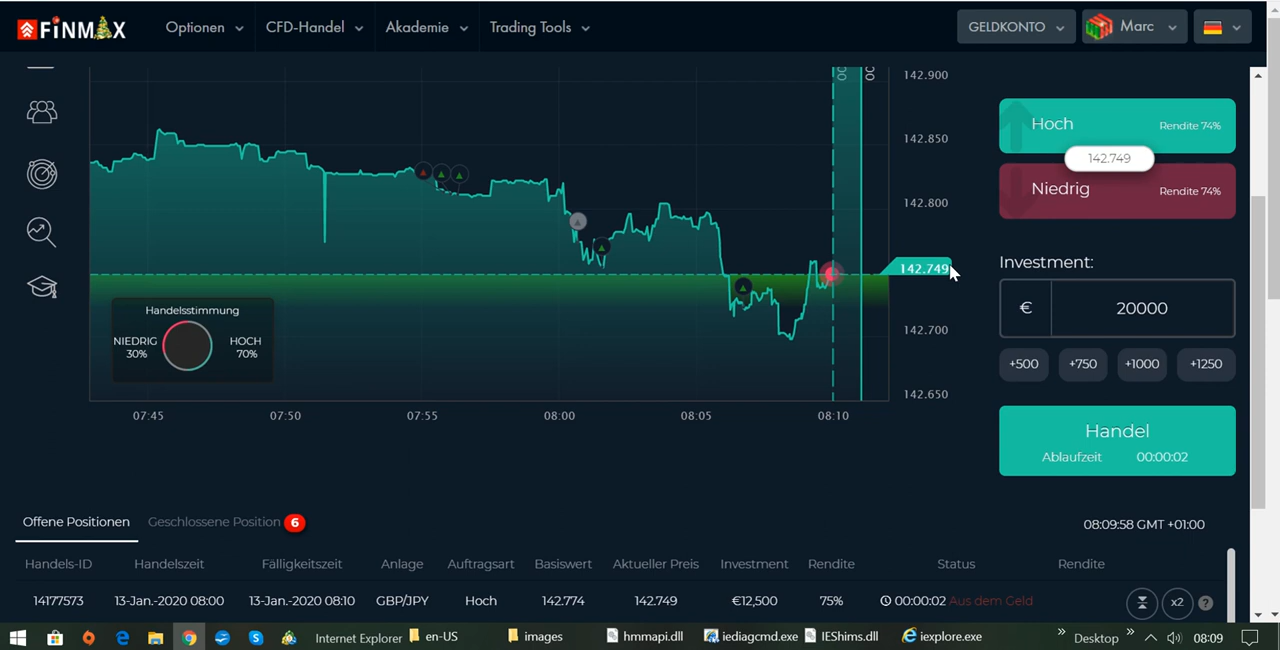 FiNMAX Optionen CFD-Handel Akademie Trading Tools GELDKONTO Marc
142.900
142.850
142.800
142.749
142.700
142.650
Handelsstimmung
NIEDRIG HOCH
30% 70%
07:45 07:50 07:55 08:00 08:05 08:10
Hoch Rendite 74%
142.749
Niedrig Rendite 74%
Investment:
€ 20000
+500 +750 +1000 +1250
Handel
Ablaufzeit 00:00:02
Offene Positionen Geschlossene Position 6 08:09:58 GMT +01:00
Handels-ID Handelszeit Fälligkeitszeit Anlage Auftragsart Basiswert Aktueller Preis Investment Rendite Status Rendite
14177573 13-Jan.-2020 08:00 13-Jan.-2020 08:10 GBP/JPY Hoch 142.774 142.749 €12,500 75% 00:00:02 Aus dem Geld x2 ?
Internet Explorer en-US images hmmapi.dll iediagcmd.exe IEShims.dll iexplore.exe Desktop 08:09